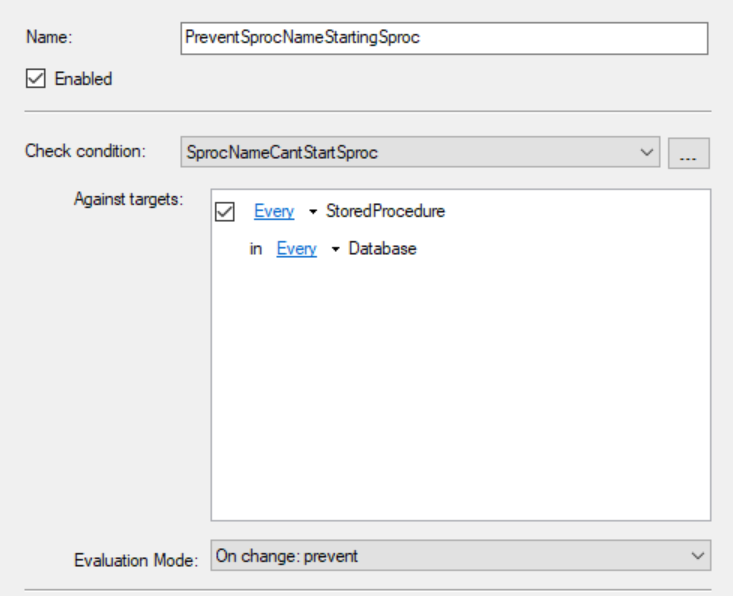 Name: PreventSprocNameStartingSproc
Enabled
Check condition: SprocNameCantStartSproc ...
Against targets: Every StoredProcedure
in Every Database
Evaluation Mode: On change: prevent